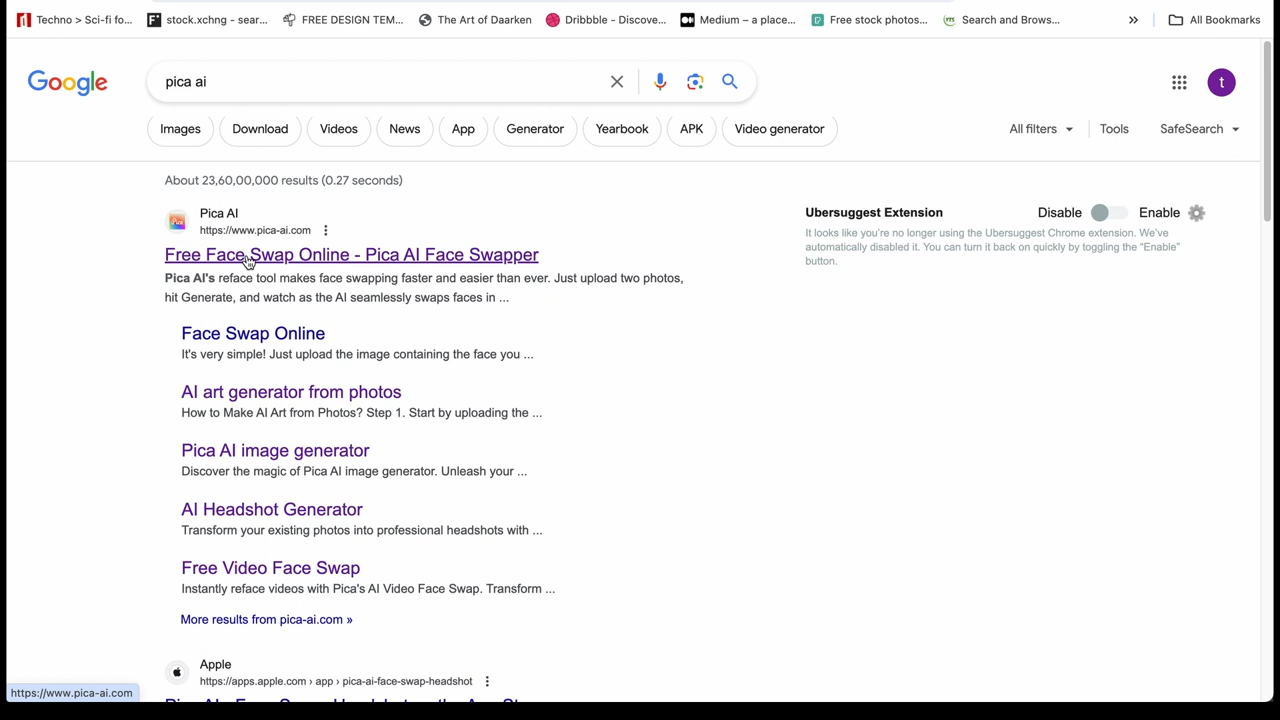 Techno > Sci-fi fo...
stock.xchng - sear...
FREE DESIGN TEM...
The Art of Daarken
Dribbble - Discove...
Medium – a place...
Free stock photos...
Search and Brows...
»
All Bookmarks
Google
pica ai
t
Images
Download
Videos
News
App
Generator
Yearbook
APK
Video generator
All filters
Tools
SafeSearch
About 23,60,00,000 results (0.27 seconds)
Pica AI
https://www.pica-ai.com
Free Face Swap Online - Pica AI Face Swapper
Pica AI's reface tool makes face swapping faster and easier than ever. Just upload two photos,
hit Generate, and watch as the AI seamlessly swaps faces in ...
Face Swap Online
It's very simple! Just upload the image containing the face you ...
AI art generator from photos
How to Make AI Art from Photos? Step 1. Start by uploading the ...
Pica AI image generator
Discover the magic of Pica AI image generator. Unleash your ...
AI Headshot Generator
Transform your existing photos into professional headshots with ...
Free Video Face Swap
Instantly reface videos with Pica's AI Video Face Swap. Transform ...
More results from pica-ai.com »
Apple
https://apps.apple.com › app › pica-ai-face-swap-headshot
Ubersuggest Extension
Disable
Enable
It looks like you're no longer using the Ubersuggest Chrome extension. We've
automatically disabled it. You can turn it back on quickly by toggling the "Enable"
button.
https://www.pica-ai.com